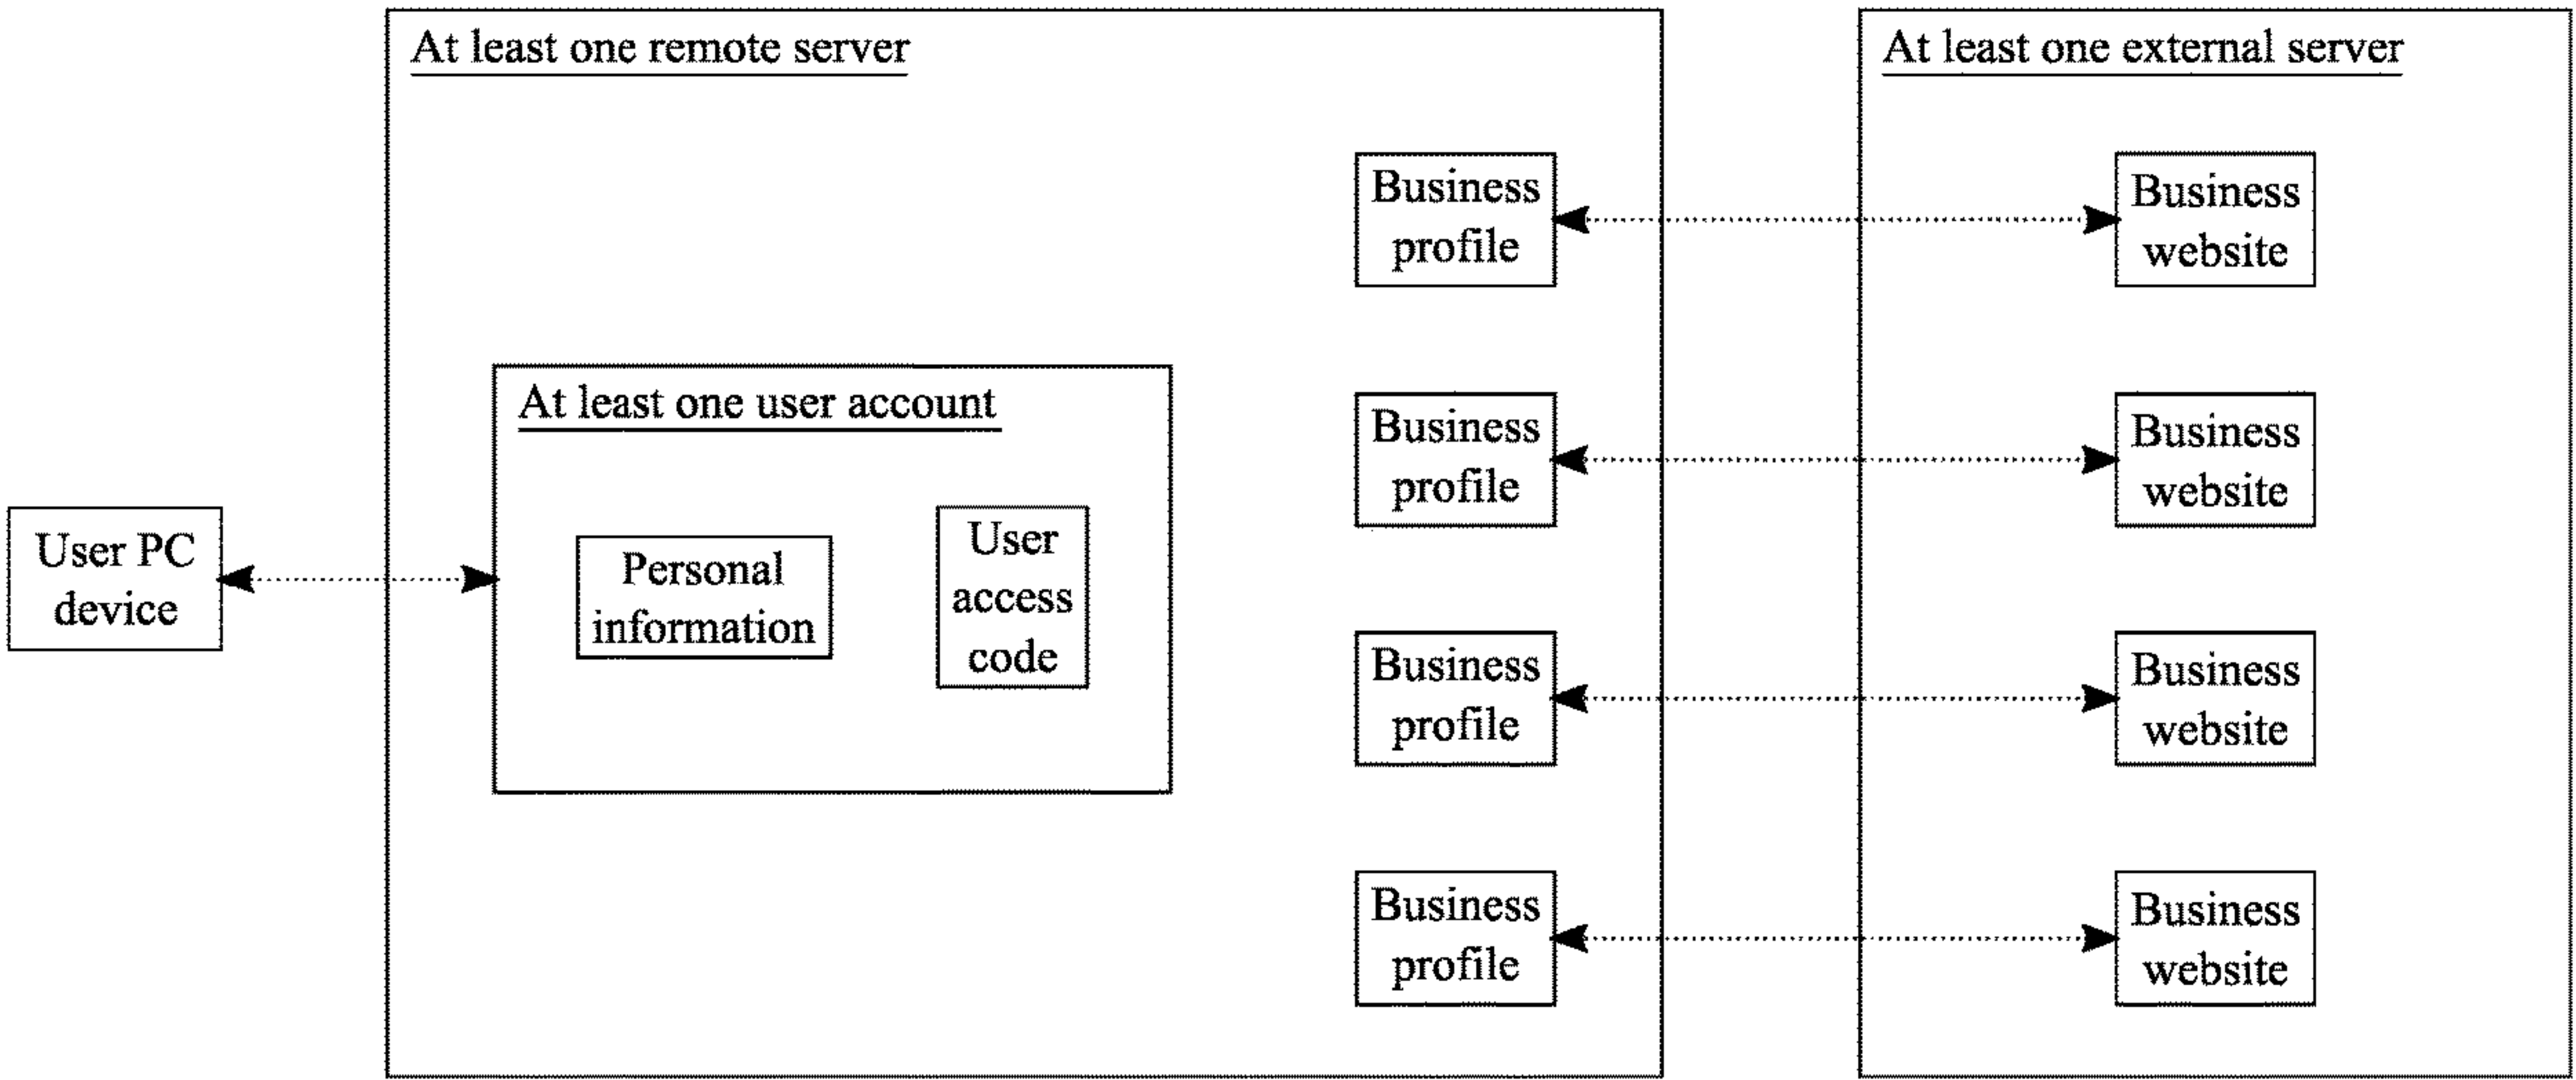 At least one remote server
At least one external server
Business
profile
Business
website
At least one user account
Business
profile
Business
website
User PC
device
Personal
information
User
access
code
Business
profile
Business
website
Business
profile
Business
website